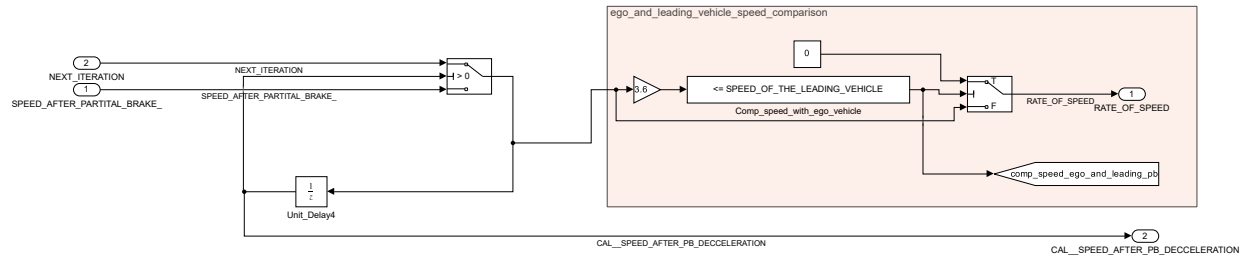 ego_and_leading_vehicle_speed_comparison
2
NEXT_ITERATION
NEXT_ITERATION
> 0
1
SPEED_AFTER_PARTITAL_BRAKE_
SPEED_AFTER_PARTITAL_BRAKE_
0
3.6
<= SPEED_OF_THE_LEADING_VEHICLE
Comp_speed_with_ego_vehicle
T
F
RATE_OF_SPEED
1
RATE_OF_SPEED
comp_speed_ego_and_leading_pb
1
z
Unit_Delay4
CAL__SPEED_AFTER_PB_DECCELERATION
2
CAL__SPEED_AFTER_PB_DECCELERATION